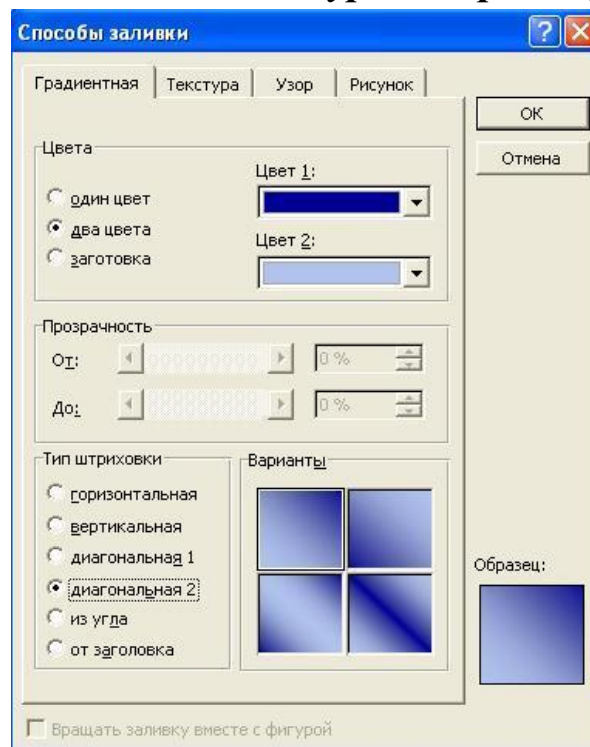 Способы заливки
Градиентная Текстура Узор Рисунок
ОК
Отмена
Цвета
один цвет
два цвета
заготовка
Цвет 1:
Цвет 2:
Прозрачность
От: 0 %
До: 0 %
Тип штриховки
горизонтальная
вертикальная
диагональная 1
диагональная 2
из угла
от заголовка
Варианты
Образец:
Вращать заливку вместе с фигурой